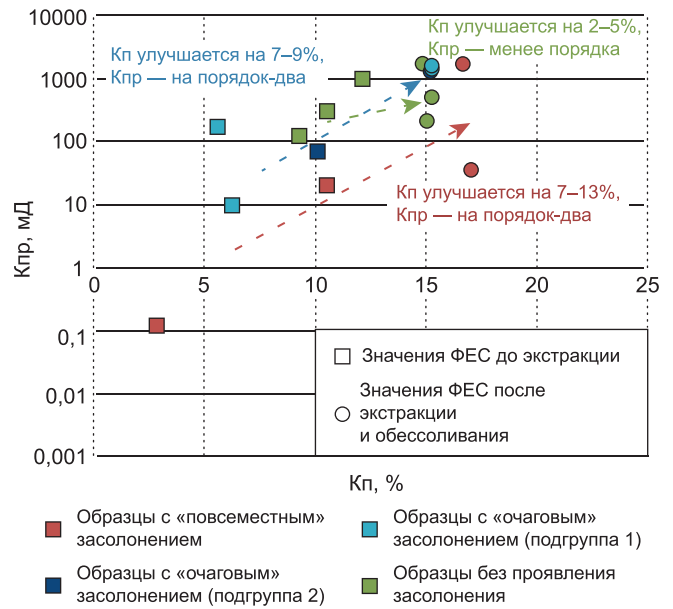 10000
1000
100
10
1
0,1
0,01
0,001
Кпр, мД
0
5
10
15
20
25
Кп, %
Кп улучшается на 7–9%,
Кпр — на порядок-два
Кп улучшается на 2–5%,
Кпр — менее порядка
Кп улучшается на 7–13%,
Кпр — на порядок-два
Значения ФЕС до экстракции
Значения ФЕС после
экстракции
и обессоливания
Образцы с «повсеместным»
засолонением
Образцы с «очаговым»
засолонением (подгруппа 2)
Образцы с «очаговым»
засолонением (подгруппа 1)
Образцы без проявления
засолонения